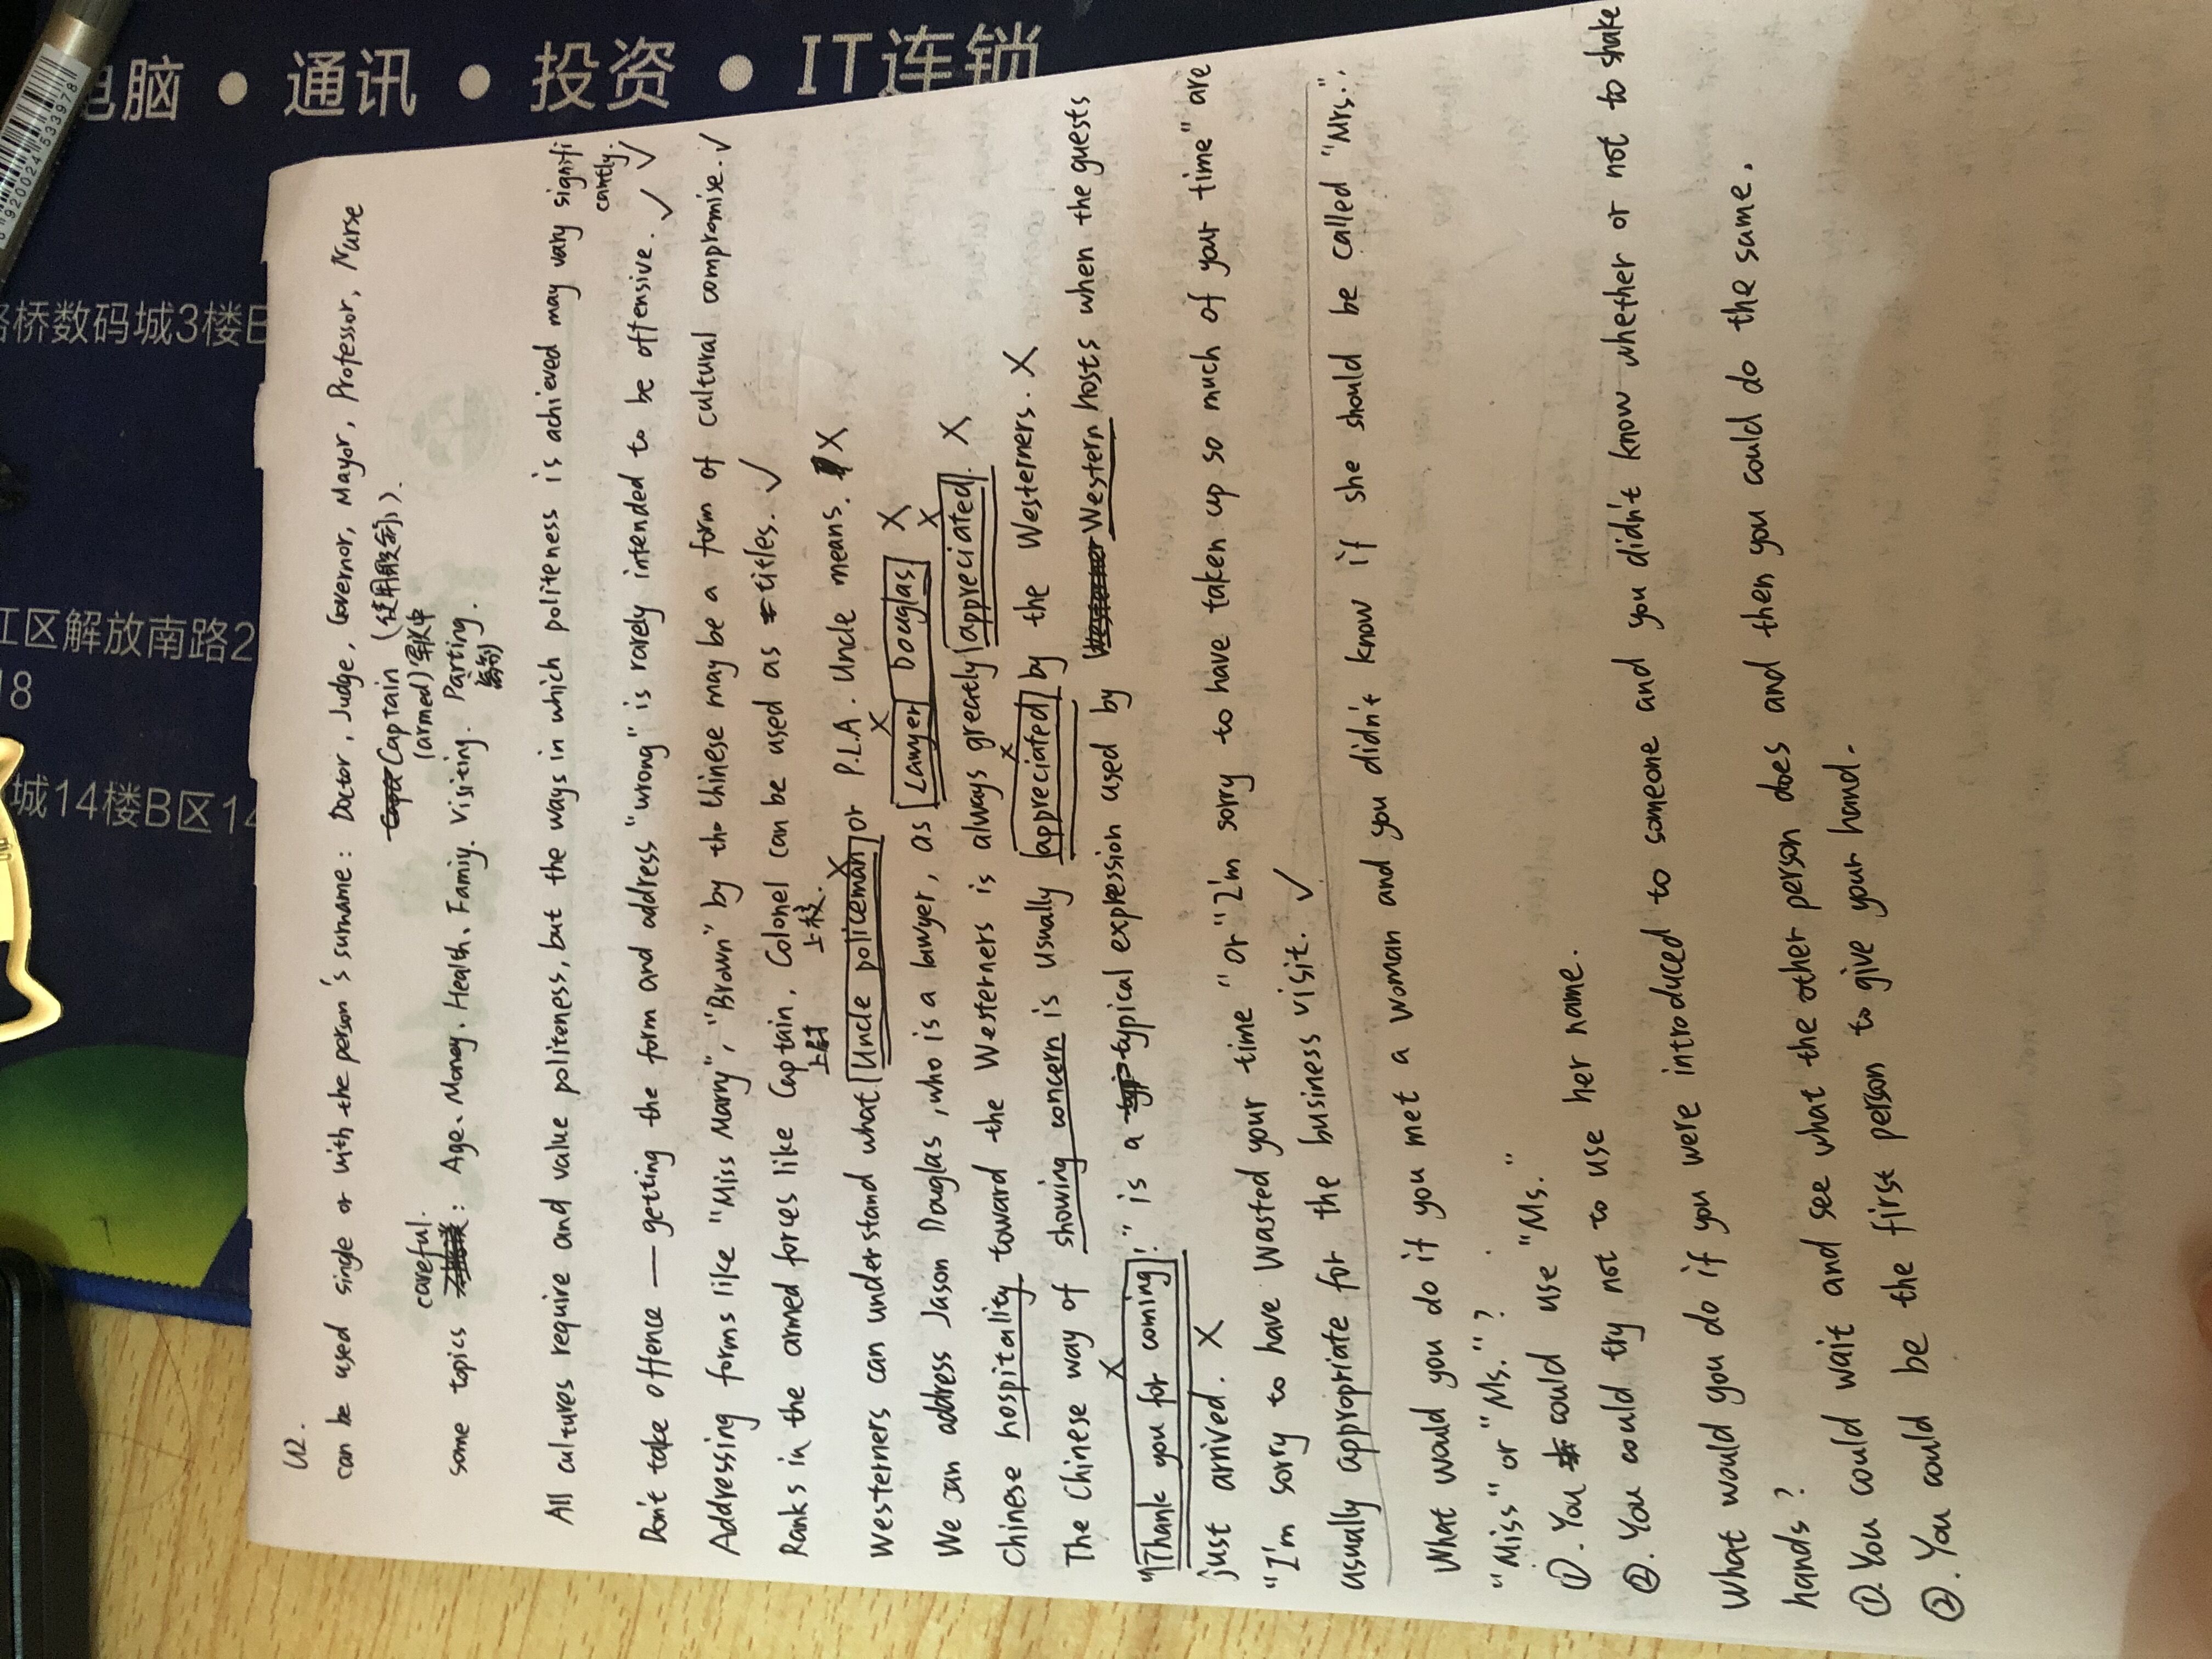 电脑 • 通讯 • 投资 • IT连锁
路桥数码城3楼B
江区解放南路2
8
城14楼B区14
6920024533978
U2.
can be used single or with the person's surname: Doctor, Judge, Governor, Mayor, Professor, Nurse
Captain (使用服务)).
(armed) 军队中
careful.
some topics : Age、Money、Health、Famiy. Visiting. Parting.
告别
All cultures require and value politeness, but the ways in which politeness is achieved may vary signifi
cantly. ✓
Don't take offence — getting the form and address "wrong" is rarely intended to be offensive. ✓
Addressing forms like "Miss Marry", "Brown" by the Chinese may be a form of cultural compromise. ✓
Ranks in the armed forces like Captain, Colonel can be used as titles. ✓
上尉 上校.
Westerners can understand what Uncle policeman or P.L.A. Uncle means. X
We can address Jason Douglas, who is a lawyer, as Lawyer Douglas X
Chinese hospitality toward the Westerners is always greatly appreciated. X
The Chinese way of showing concern is usually appreciated by the Westerners. X
"Thank you for coming!" is a typical expression used by Western hosts when the guests
just arrived. X
"I'm sorry to have wasted your time" or "I'm sorry to have taken up so much of your time" are
usually appropriate for the business visit. ✓
What would you do if you met a woman and you didn't know if she should be called "Mrs.",
"Miss" or "Ms."?
①. You could use "Ms."
②. You could try not to use her name.
What would you do if you were introduced to someone and you didn't know whether or not to shake
hands?
①. You could wait and see what the other person does and then you could do the same.
②. You could be the first person to give your hand.